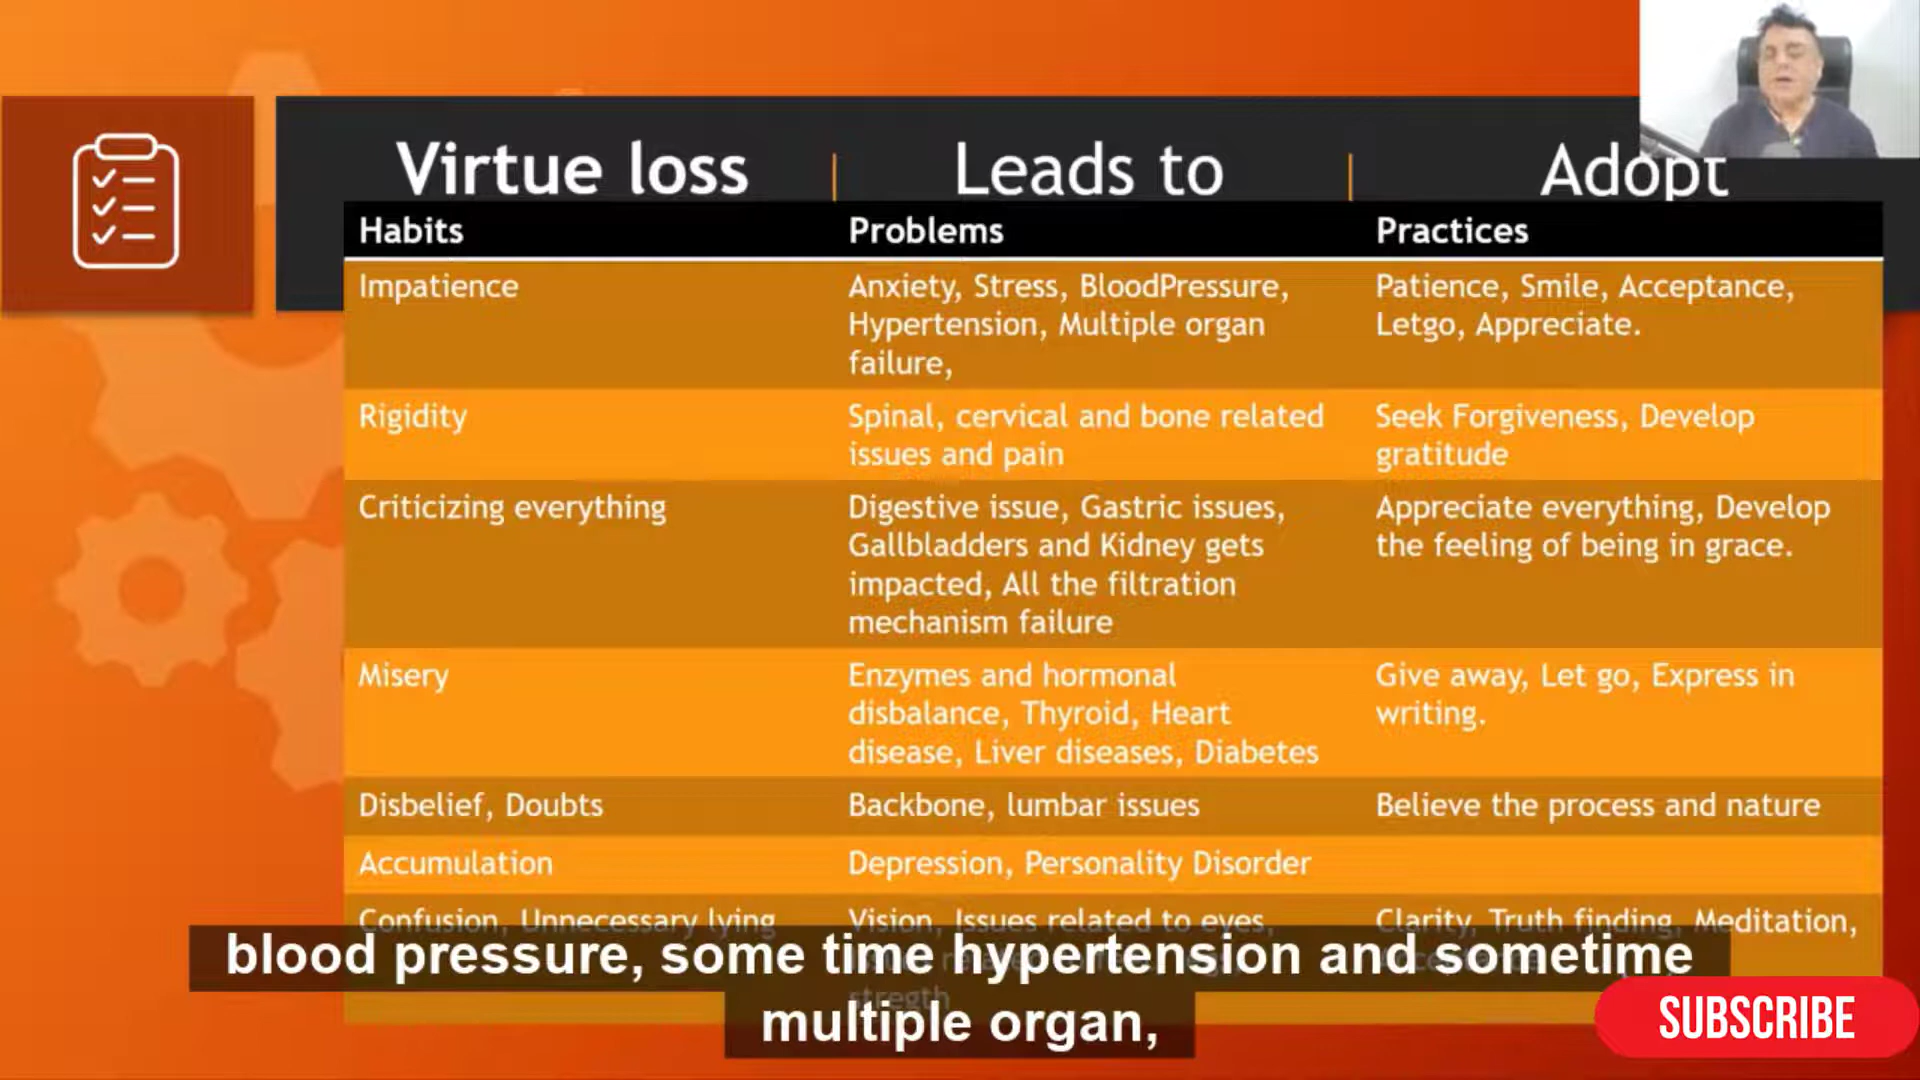 Virtue loss
Leads to
Adopt
Habits
Problems
Practices
Impatience
Anxiety, Stress, BloodPressure,
Hypertension, Multiple organ
failure,
Patience, Smile, Acceptance,
Letgo, Appreciate.
Rigidity
Spinal, cervical and bone related
issues and pain
Seek Forgiveness, Develop
gratitude
Criticizing everything
Digestive issue, Gastric issues,
Gallbladders and Kidney gets
impacted, All the filtration
mechanism failure
Appreciate everything, Develop
the feeling of being in grace.
Misery
Enzymes and hormonal
disbalance, Thyroid, Heart
disease, Liver diseases, Diabetes
Give away, Let go, Express in
writing.
Disbelief, Doubts
Backbone, lumbar issues
Believe the process and nature
Accumulation
Depression, Personality Disorder
Confusion, Unnecessary lying
Vision, Issues related to eyes,
stregth
Clarity, Truth finding, Meditation,
blood pressure, some time hypertension and sometime
multiple organ,
SUBSCRIBE